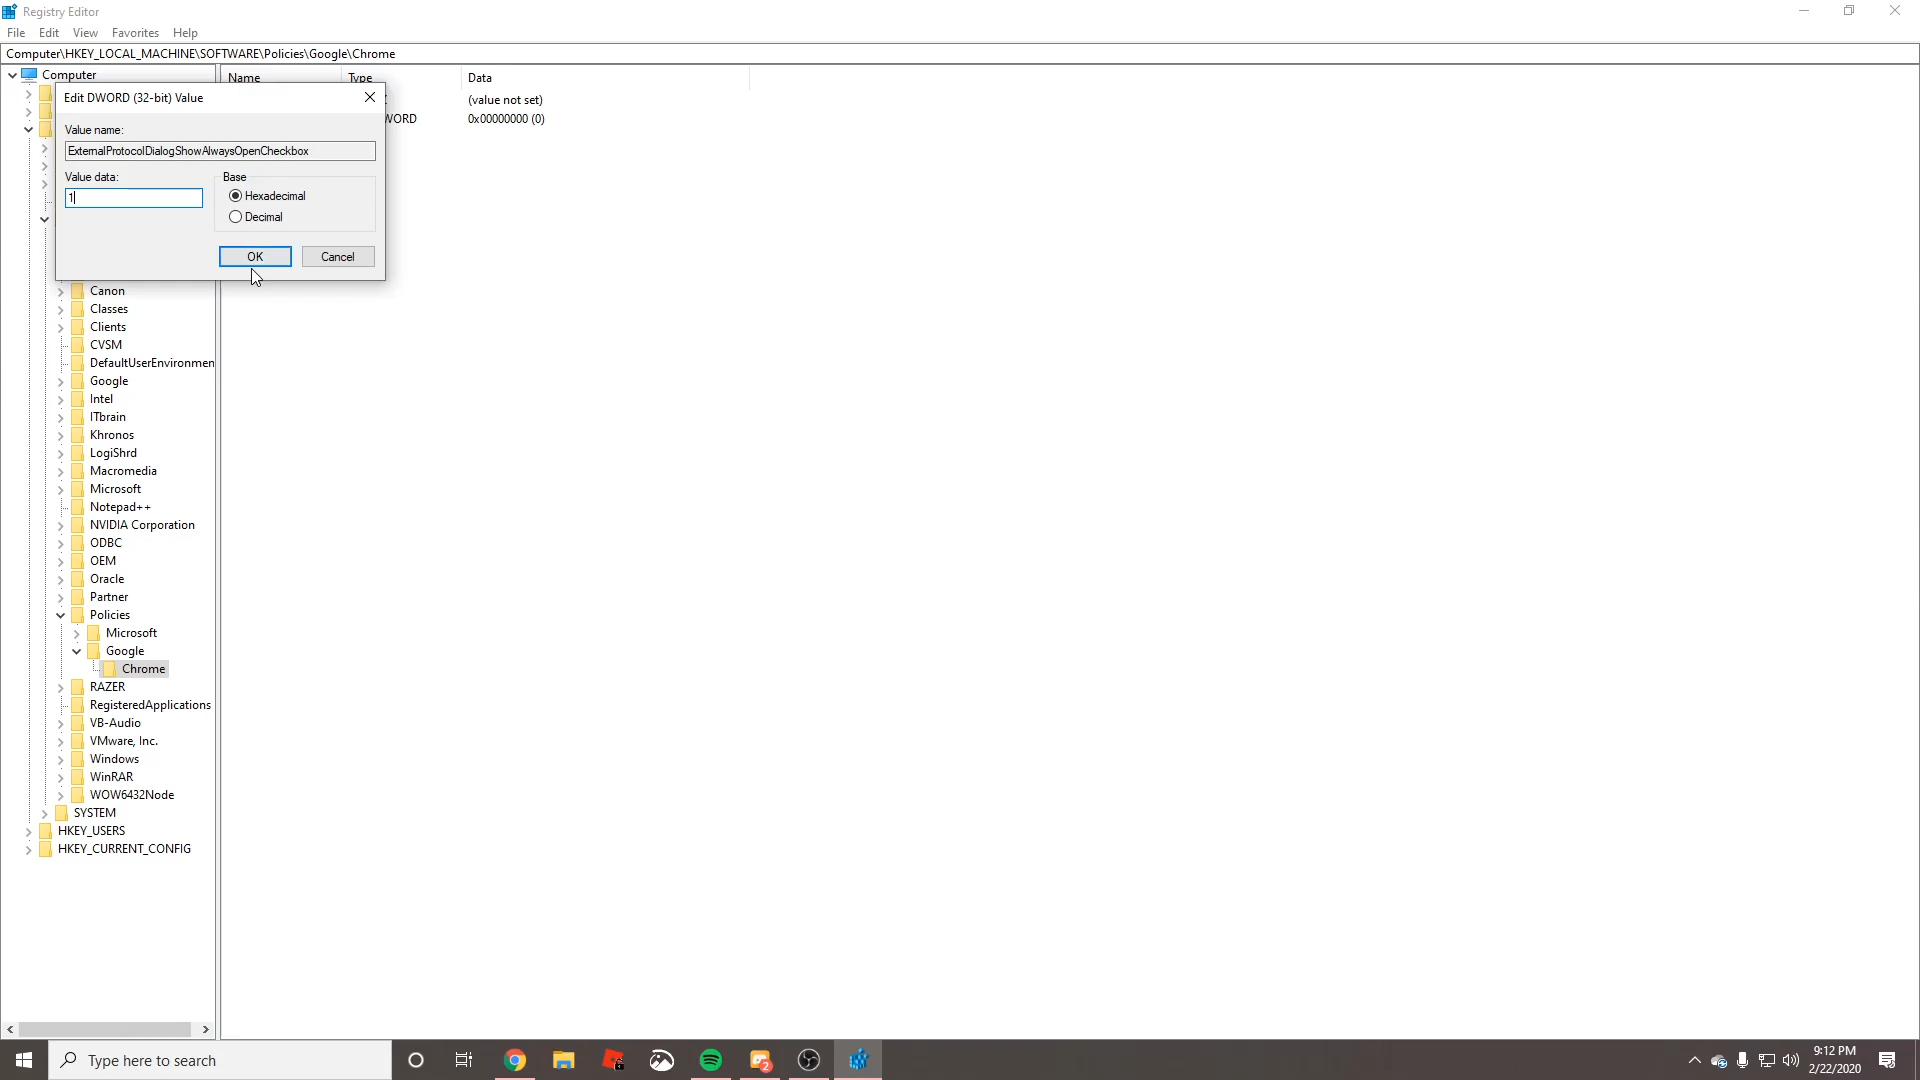 Registry Editor
File Edit View Favorites Help
Computer\HKEY_LOCAL_MACHINE\SOFTWARE\Policies\Google\Chrome
Computer
Name Type Data
(value not set)
WORD 0x00000000 (0)
Edit DWORD (32-bit) Value
Value name:
ExternalProtocolDialogShowAlwaysOpenCheckbox
Value data:
1
Base
Hexadecimal
Decimal
OK Cancel
Canon
Classes
Clients
CVSM
DefaultUserEnvironmen
Google
Intel
ITbrain
Khronos
LogiShrd
Macromedia
Microsoft
Notepad++
NVIDIA Corporation
ODBC
OEM
Oracle
Partner
Policies
Microsoft
Google
Chrome
RAZER
RegisteredApplications
VB-Audio
VMware, Inc.
Windows
WinRAR
WOW6432Node
SYSTEM
HKEY_USERS
HKEY_CURRENT_CONFIG
Type here to search
2
9:12 PM
2/22/2020